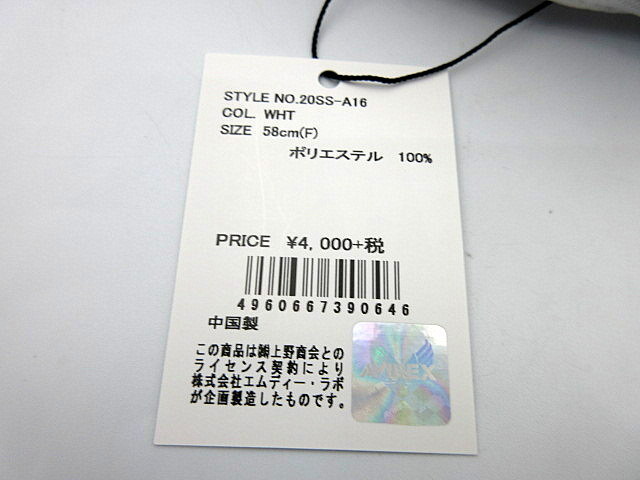 STYLE NO.20SS-A16
COL. WHT
SIZE 58cm(F)
ポリエステル 100%
PRICE ¥4,000+税
4960667390646
中国製
この商品は㈱上野商会との
ライセンス契約により
株式会社エムディー・ラボ
が企画製造したものです。
AVIREX